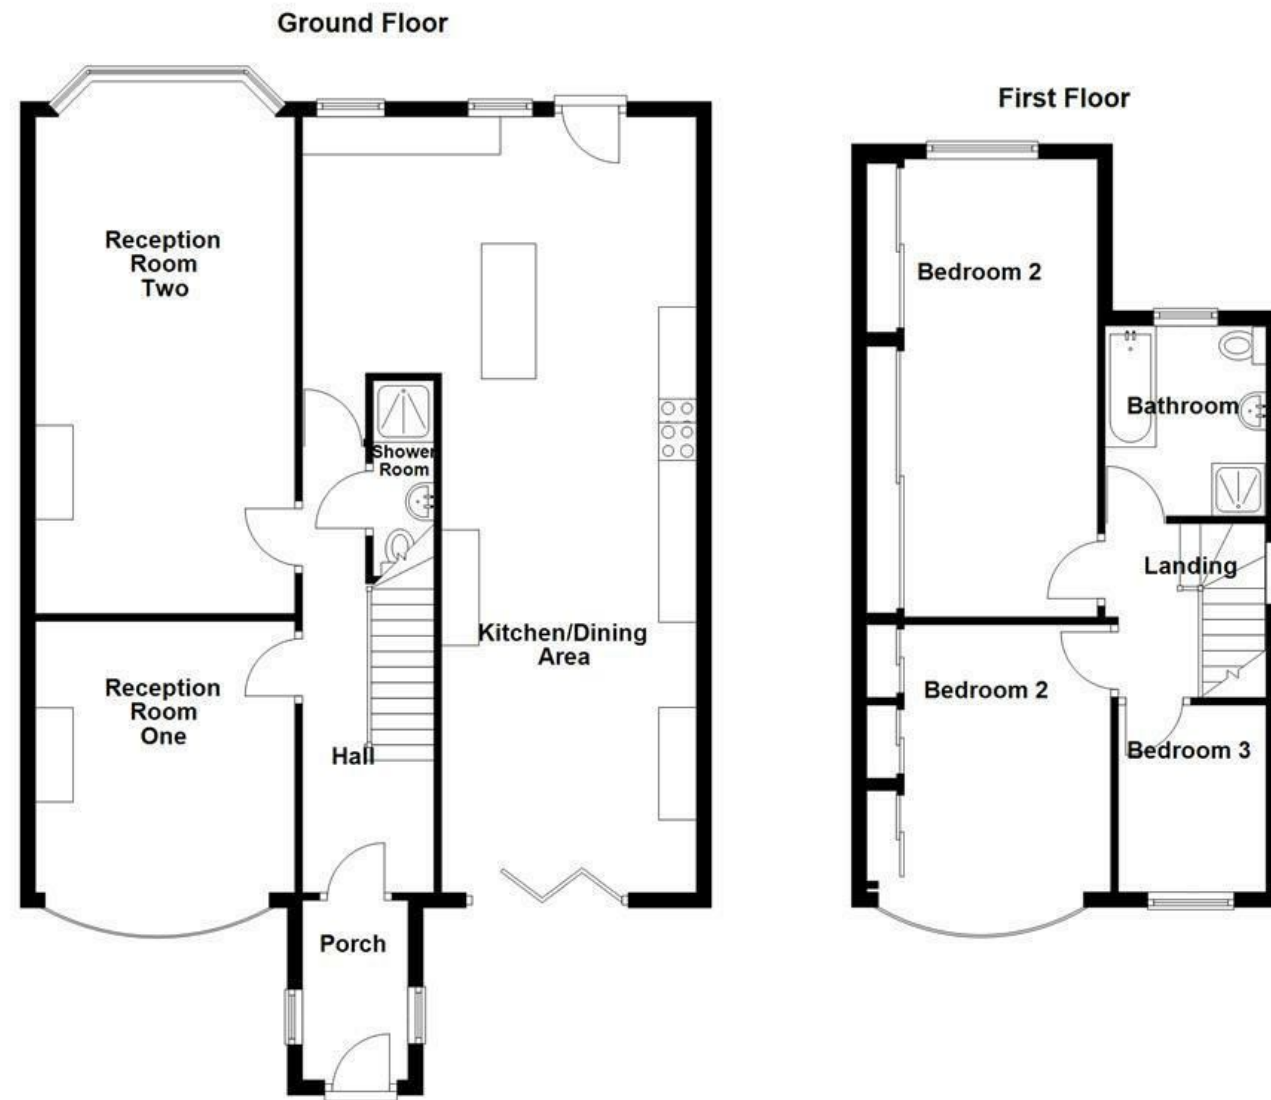 Ground Floor
Reception
Room
Two
Shower
Room
Kitchen/Dining
Area
Reception
Room
One
Hall
Porch
First Floor
Bedroom 2
Bathroom
Landing
Bedroom 2
Bedroom 3